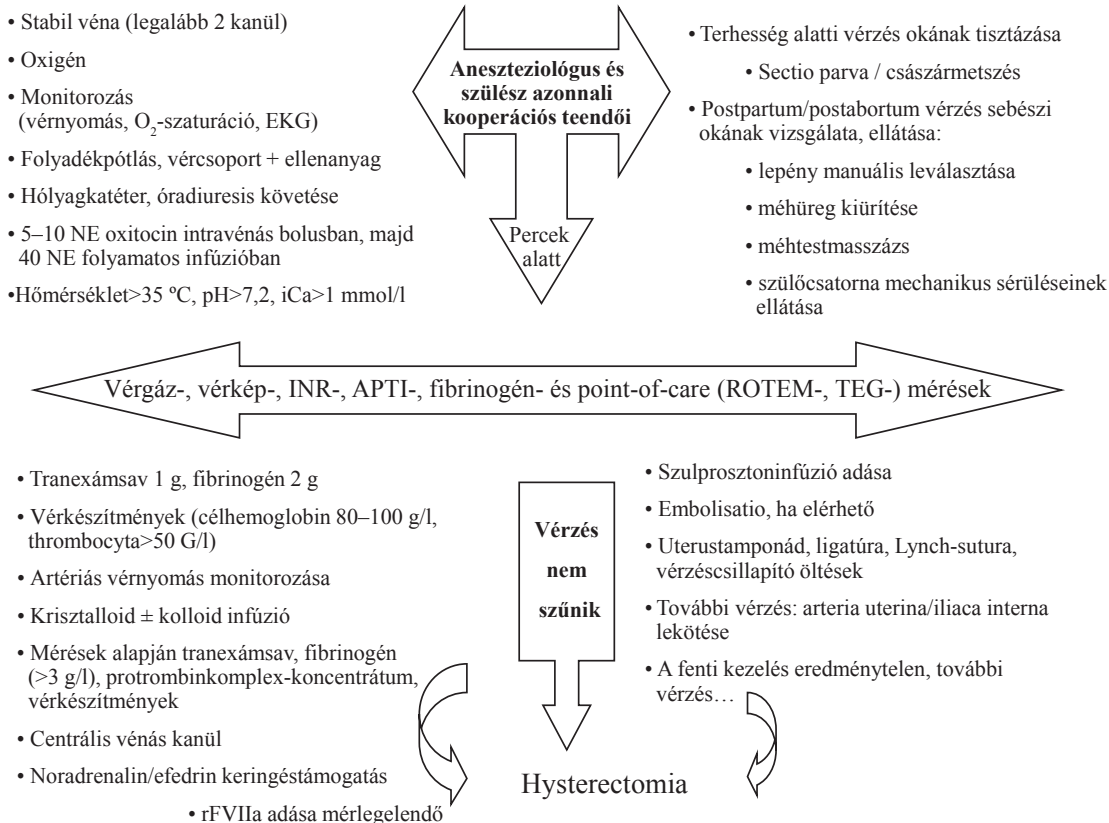 • Stabil véna (legalább 2 kanül)
• Oxigén
• Monitorozás
(vérnyomás, O₂-szaturáció, EKG)
• Folyadékpótlás, vércsoport + ellenanyag
• Hólyagkatéter, óradiuresis követése
• 5–10 NE oxitocin intravénás bolusban, majd
40 NE folyamatos infúzióban
•Hőmérséklet>35 ºC, pH>7,2, iCa>1 mmol/l
Aneszteziológus és
szülész azonnali
kooperációs teendői
Percek
alatt
• Terhesség alatti vérzés okának tisztázása
• Sectio parva / császármetszés
• Postpartum/postabortum vérzés sebészi
okának vizsgálata, ellátása:
• lepény manuális leválasztása
• méhüreg kiürítése
• méhtestmasszázs
• szülőcsatorna mechanikus sérüléseinek
ellátása
Vérgáz-, vérkép-, INR-, APTI-, fibrinogén- és point-of-care (ROTEM-, TEG-) mérések
• Tranexámsav 1 g, fibrinogén 2 g
• Vérkészítmények (célhemoglobin 80–100 g/l,
thrombocyta>50 G/l)
• Artériás vérnyomás monitorozása
• Krisztalloid ± kolloid infúzió
• Mérések alapján tranexámsav, fibrinogén
(>3 g/l), protrombinkomplex-koncentrátum,
vérkészítmények
• Centrális vénás kanül
• Noradrenalin/efedrin keringéstámogatás
• rFVIIa adása mérlegelendő
Vérzés
nem
szűnik
• Szulprosztoninfúzió adása
• Embolisatio, ha elérhető
• Uterustamponád, ligatúra, Lynch-sutura,
vérzéscsillapító öltések
• További vérzés: arteria uterina/iliaca interna
lekötése
• A fenti kezelés eredménytelen, további
vérzés…
Hysterectomia